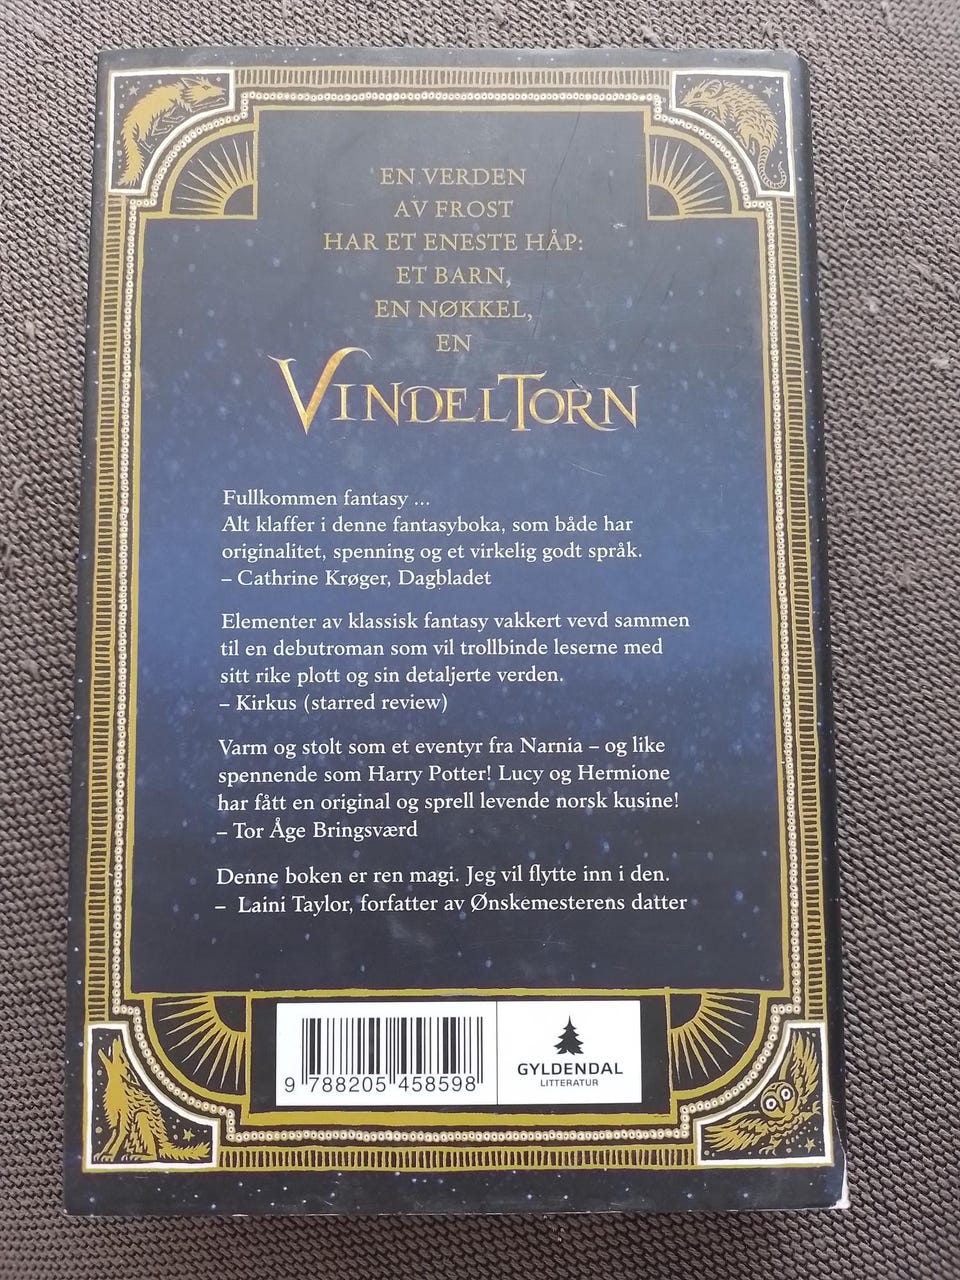 EN VERDEN
AV FROST
HAR ET ENESTE HÅP:
ET BARN,
EN NØKKEL,
EN
VINDELTORN
Fullkommen fantasy ...
Alt klaffer i denne fantasyboka, som både har
originalitet, spenning og et virkelig godt språk.
– Cathrine Krøger, Dagbladet
Elementer av klassisk fantasy vakkert vevd sammen
til en debutroman som vil trollbinde leserne med
sitt rike plott og sin detaljerte verden.
– Kirkus (starred review)
Varm og stolt som et eventyr fra Narnia – og like
spennende som Harry Potter! Lucy og Hermione
har fått en original og sprell levende norsk kusine!
– Tor Åge Bringsværd
Denne boken er ren magi. Jeg vil flytte inn i den.
– Laini Taylor, forfatter av Ønskemesterens datter
9 788205 458598
GYLDENDAL
LITTERATUR